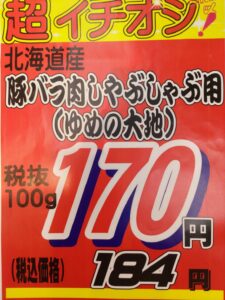 超イチオシ!
北海道産
豚バラ肉しゃぶしゃぶ用
(ゆめの大地)
税抜
100g
170円
(税込価格)
184円